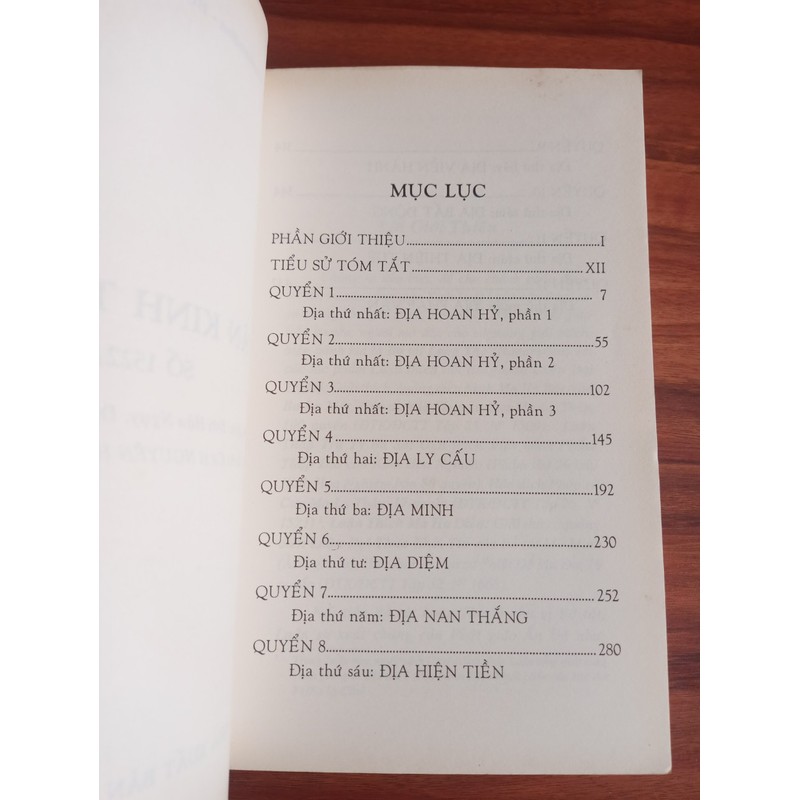 MỤC LỤC
PHẦN GIỚI THIỆU.....I
TIỂU SỬ TÓM TẮT.....XII
QUYỂN 1.....7
Địa thứ nhất: ĐỊA HOAN HỶ, phần 1
QUYỂN 2.....55
Địa thứ nhất: ĐỊA HOAN HỶ, phần 2
QUYỂN 3.....102
Địa thứ nhất: ĐỊA HOAN HỶ, phần 3
QUYỂN 4.....145
Địa thứ hai: ĐỊA LY CẤU
QUYỂN 5.....192
Địa thứ ba: ĐỊA MINH
QUYỂN 6.....230
Địa thứ tư: ĐỊA DIỆM
QUYỂN 7.....252
Địa thứ năm: ĐỊA NAN THẮNG
QUYỂN 8.....280
Địa thứ sáu: ĐỊA HIỆN TIỀN